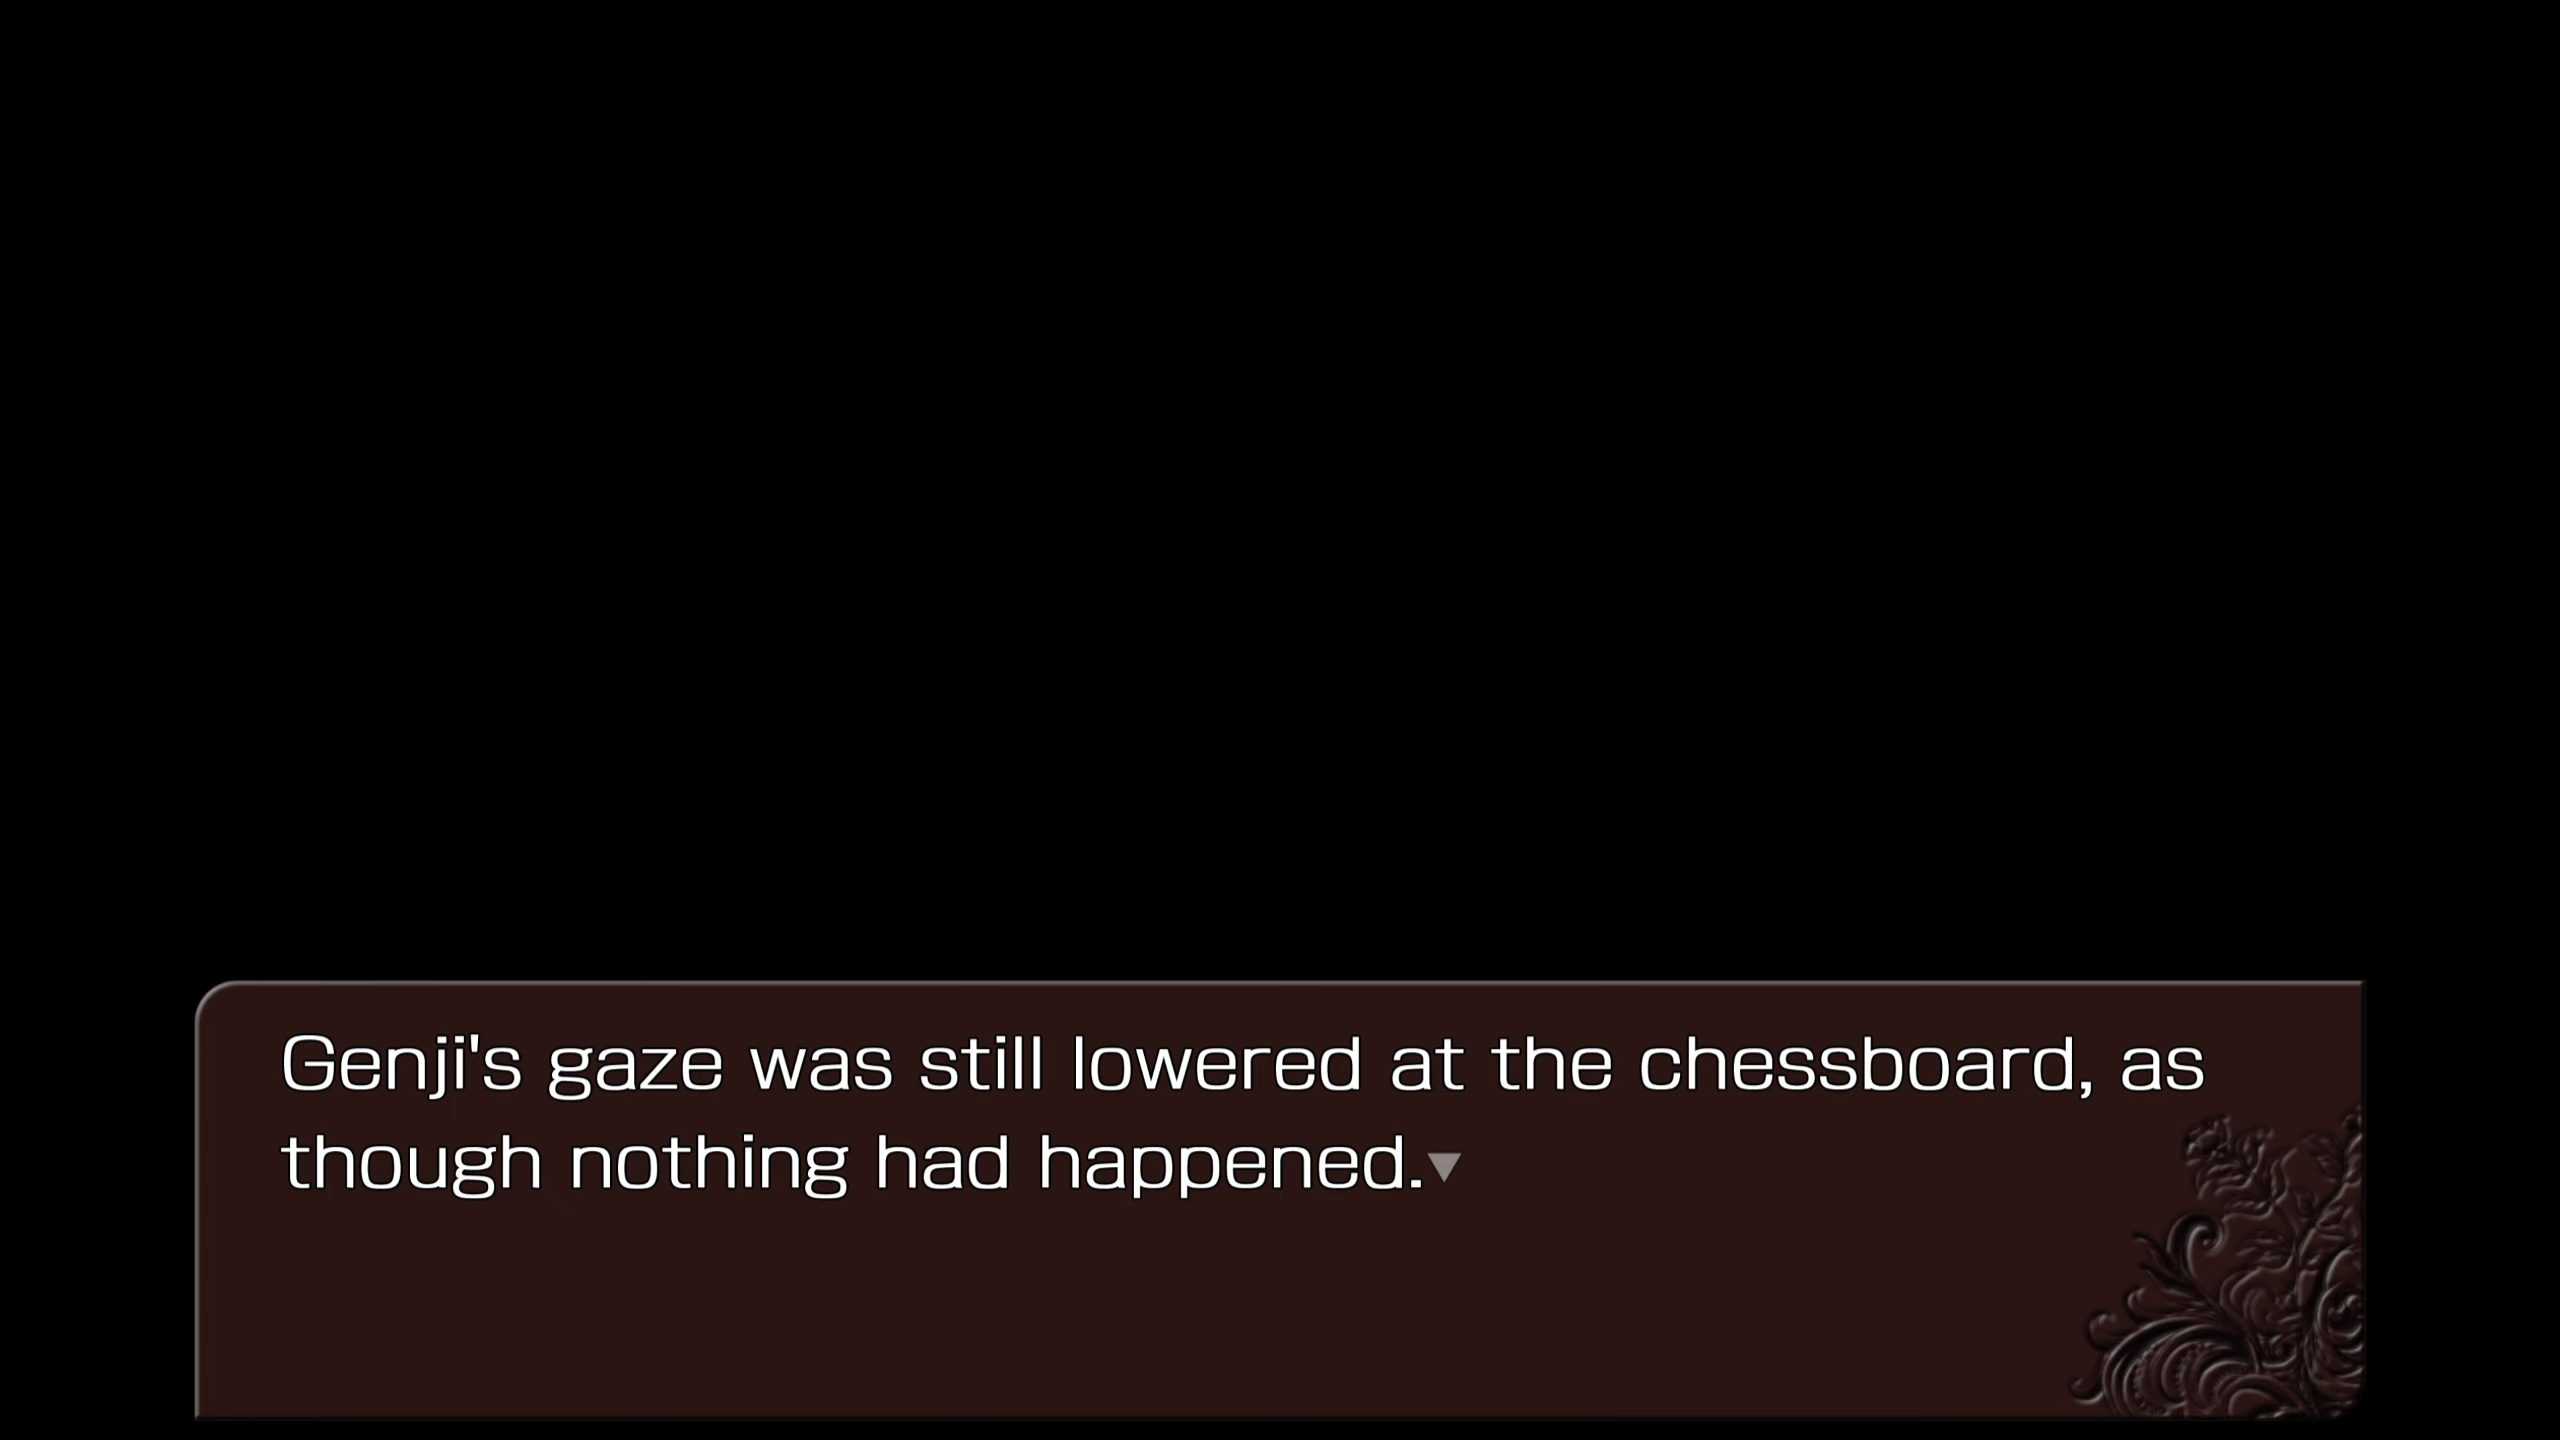 Genji's gaze was still lowered at the chessboard, as
though nothing had happened.